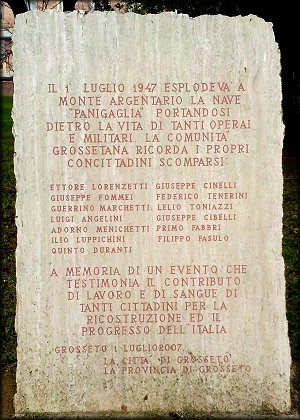 IL 1° LUGLIO 1947 ESPLODEVA A
MONTE ARGENTARIO LA NAVE
"PANIGAGLIA" PORTANDOSI
DIETRO LA VITA DI TANTI OPERAI
E MILITARI LA COMUNITA'
GROSSETANA RICORDA I PROPRI
CONCITTADINI SCOMPARSI:
ETTORE LORENZETTI GIUSEPPE CINELLI
GIUSEPPE FOMMEI FEDERICO TENERINI
GUERRINO MARCHETTI LELIO TONIAZZI
LUIGI ANGELINI GIUSEPPE CIBELLI
ADORNO MENICHETTI PRIMO FABBRI
ILIO LUPPICHINI FILIPPO FASULO
QUINTO DURANTI
A MEMORIA DI UN EVENTO CHE
TESTIMONIA IL CONTRIBUTO
DI LAVORO E DI SANGUE DI
TANTI CITTADINI PER LA
RICOSTRUZIONE ED IL
PROGRESSO DELL'ITALIA
GROSSETO 1 LUGLIO 2007
LA CITTA' DI GROSSETO
LA PROVINCIA DI GROSSETO